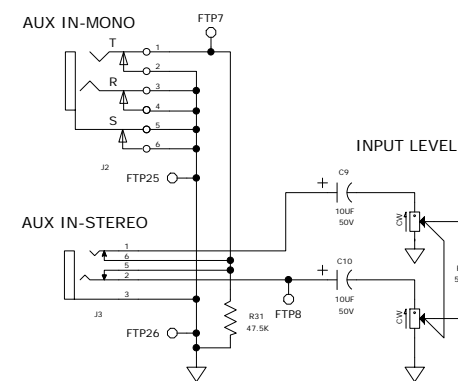 AUX IN-MONO
FTP7
T
1
2
R
3
4
S
5
6
J2
FTP25
INPUT LEVEL
C9
+
10UF
50V
CW
AUX IN-STEREO
1
6
5
2
3
J3
C10
+
10UF
50V
CW
FTP8
R31
47.5K
FTP26
5